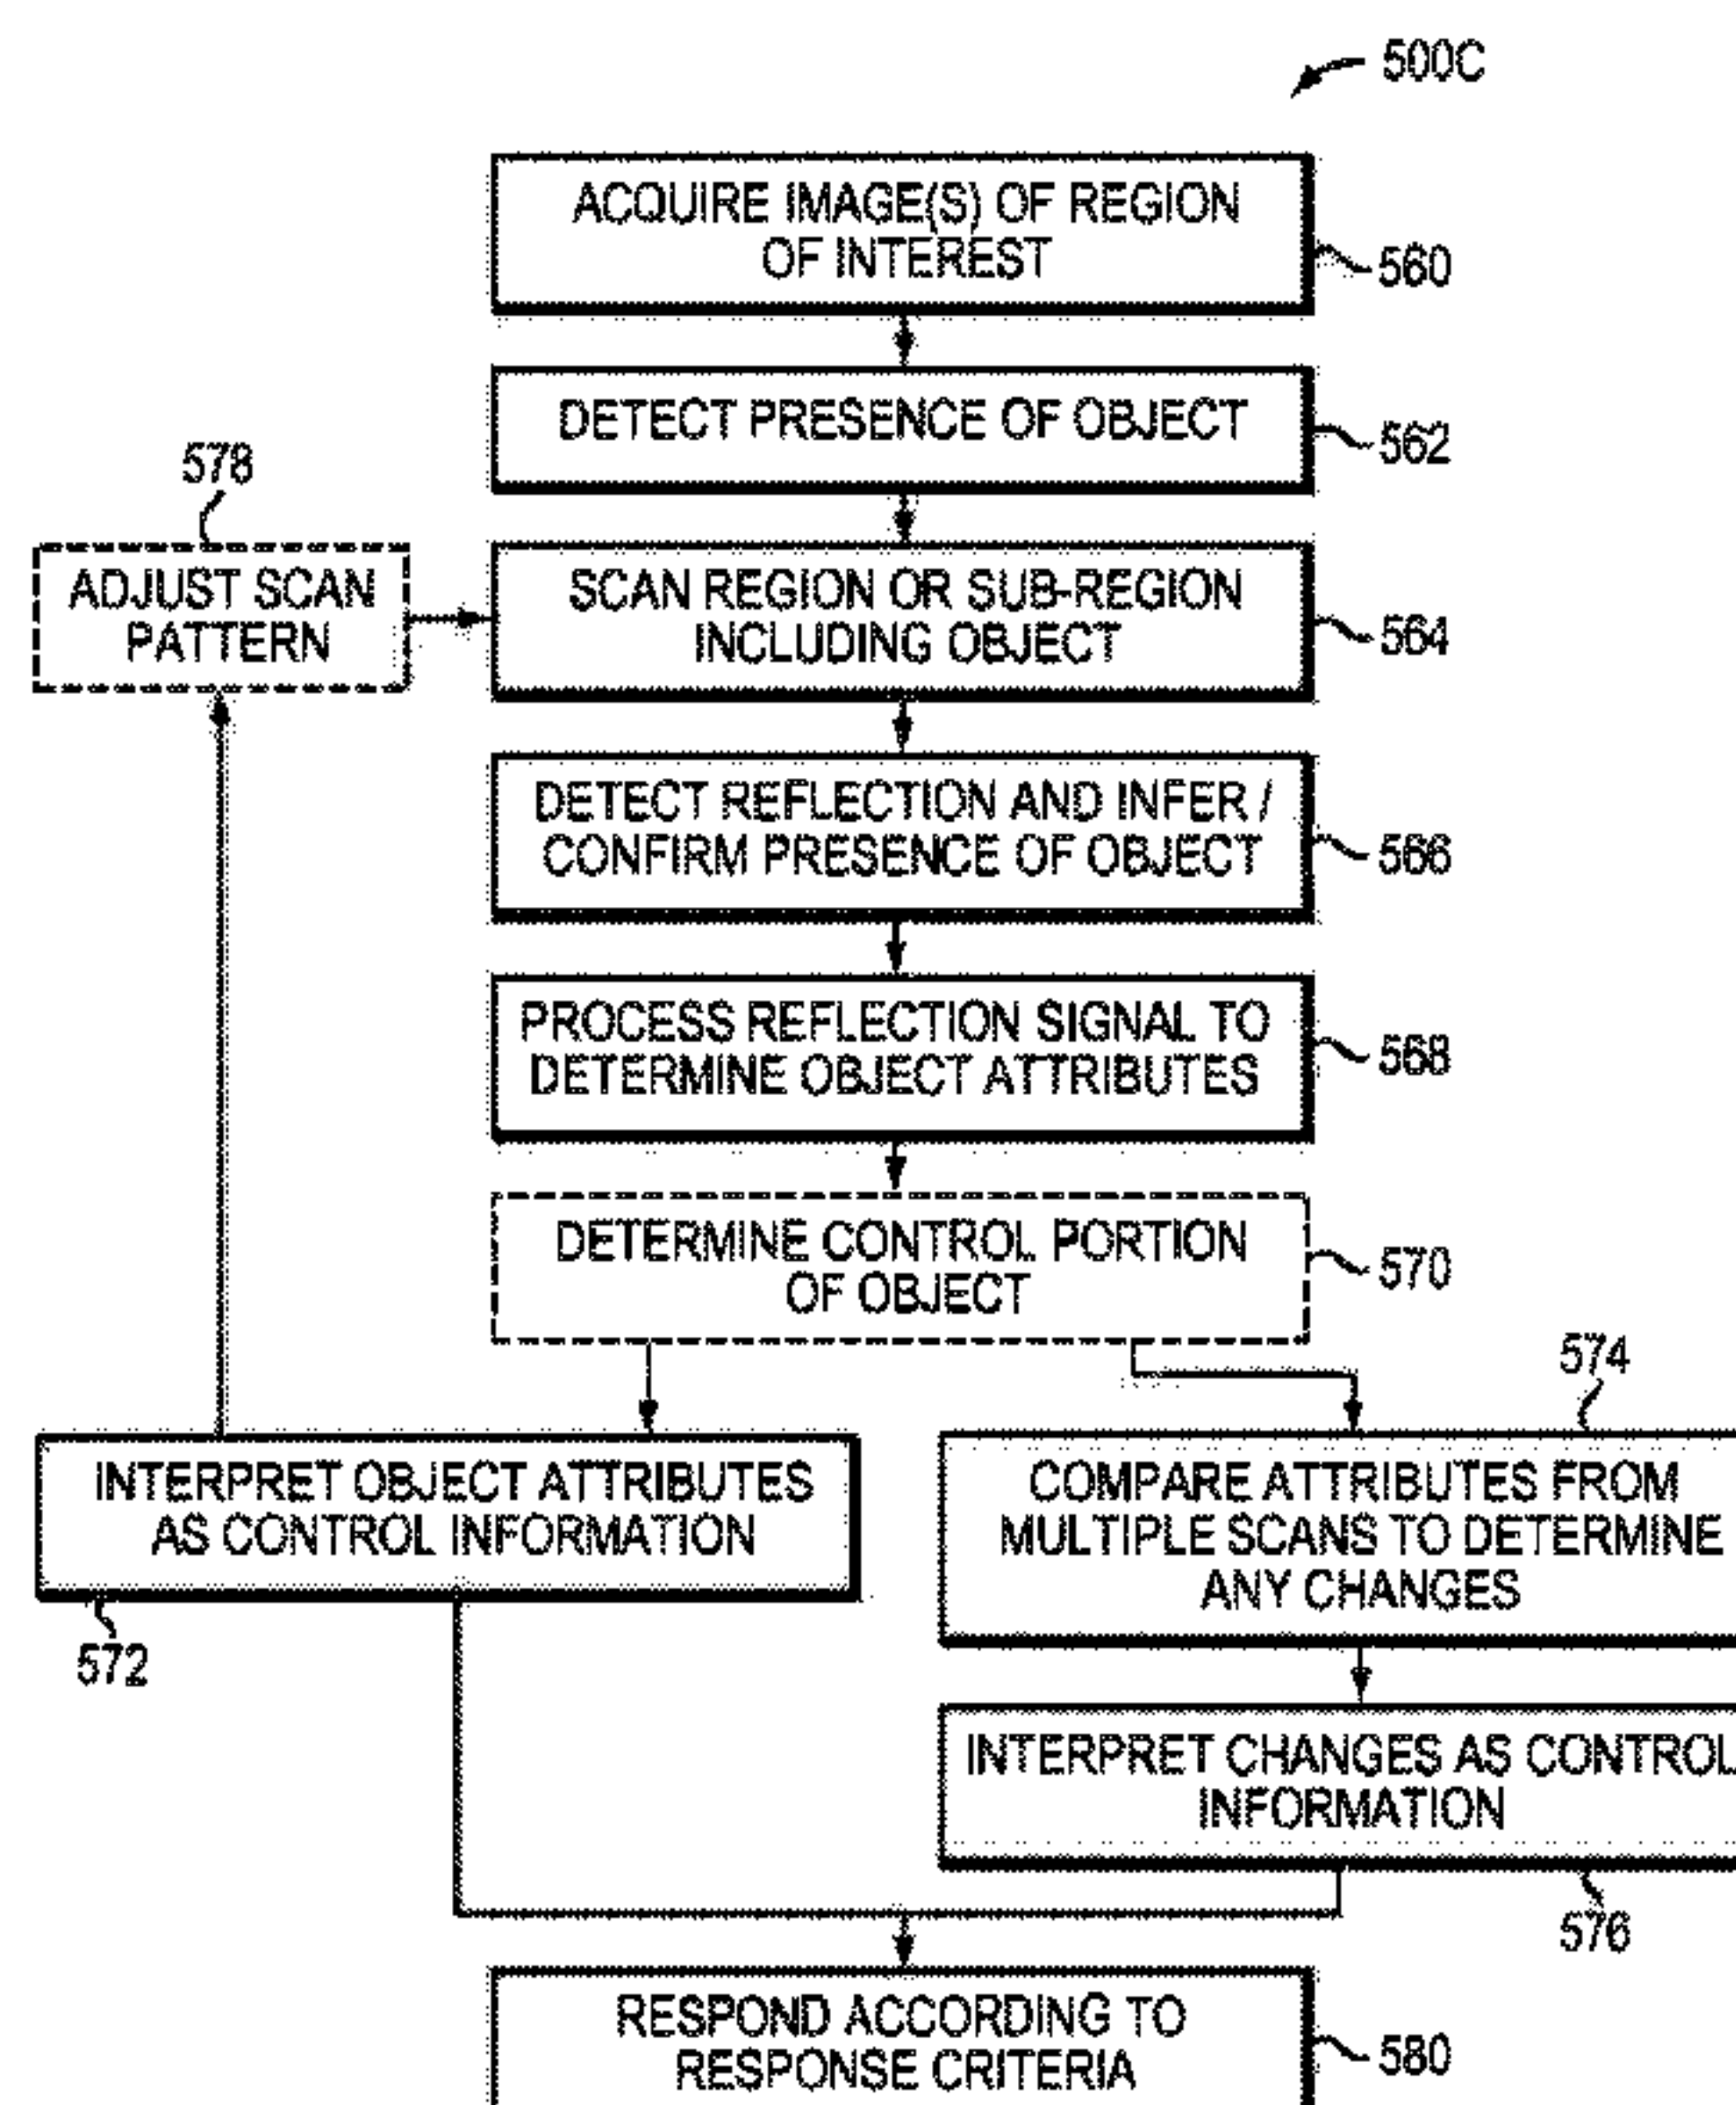 500C
ACQUIRE IMAGE(S) OF REGION
OF INTEREST
560
DETECT PRESENCE OF OBJECT
562
578
ADJUST SCAN
PATTERN
SCAN REGION OR SUB-REGION
INCLUDING OBJECT
564
DETECT REFLECTION AND INFER /
CONFIRM PRESENCE OF OBJECT
566
PROCESS REFLECTION SIGNAL TO
DETERMINE OBJECT ATTRIBUTES
568
DETERMINE CONTROL PORTION
OF OBJECT
570
574
INTERPRET OBJECT ATTRIBUTES
AS CONTROL INFORMATION
572
COMPARE ATTRIBUTES FROM
MULTIPLE SCANS TO DETERMINE
ANY CHANGES
INTERPRET CHANGES AS CONTROL
INFORMATION
576
RESPOND ACCORDING TO
RESPONSE CRITERIA
580